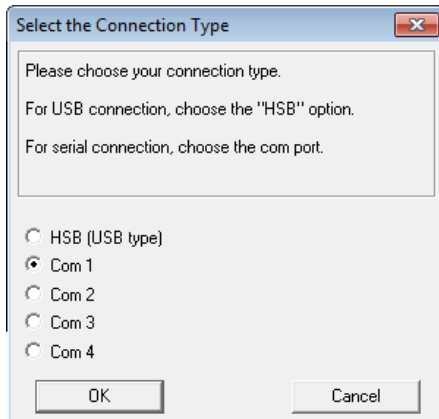 Select the Connection Type
Please choose your connection type.
For USB connection, choose the "HSB" option.
For serial connection, choose the com port.
HSB (USB type)
Com 1
Com 2
Com 3
Com 4
OK Cancel